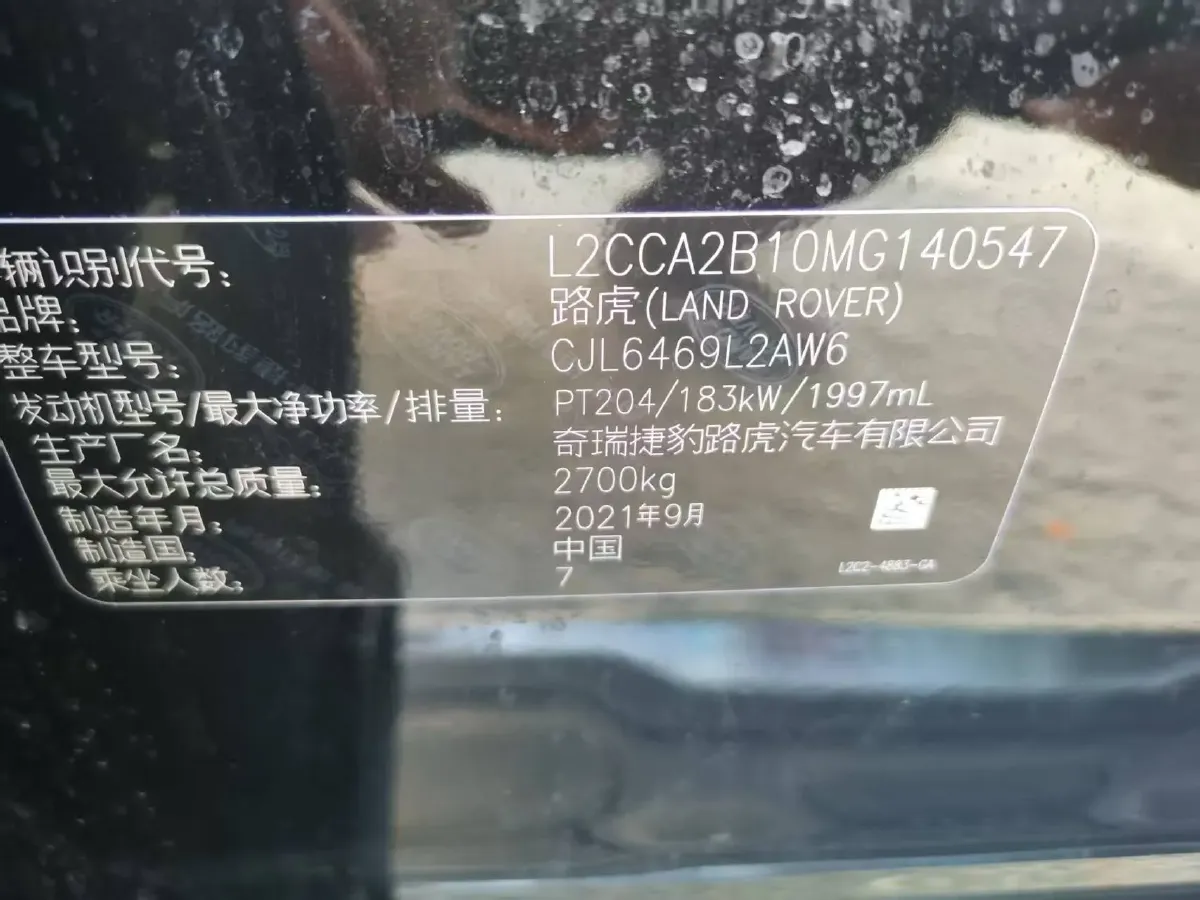 辆识别代号: L2CCA2B10MG140547
品牌: 路虎(LAND ROVER)
整车型号: CJL6469L2AW6
发动机型号/最大净功率/排量: PT204/183kW/1997mL
生产厂名: 奇瑞捷豹路虎汽车有限公司
最大允许总质量: 2700kg
制造年月: 2021年9月
制造国: 中国
乘坐人数: 7
L2C2-4883-GA